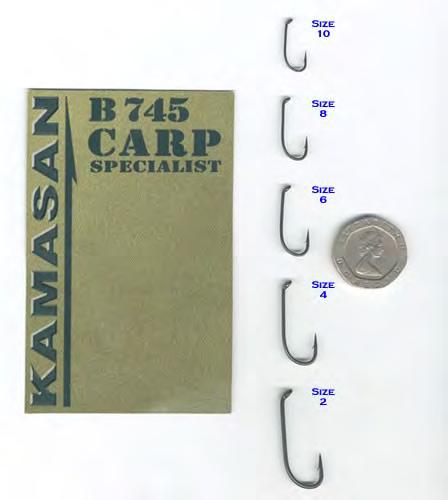 KAMASAN
B 745
CARP
SPECIALIST
SIZE
10
SIZE
8
SIZE
6
SIZE
4
SIZE
2